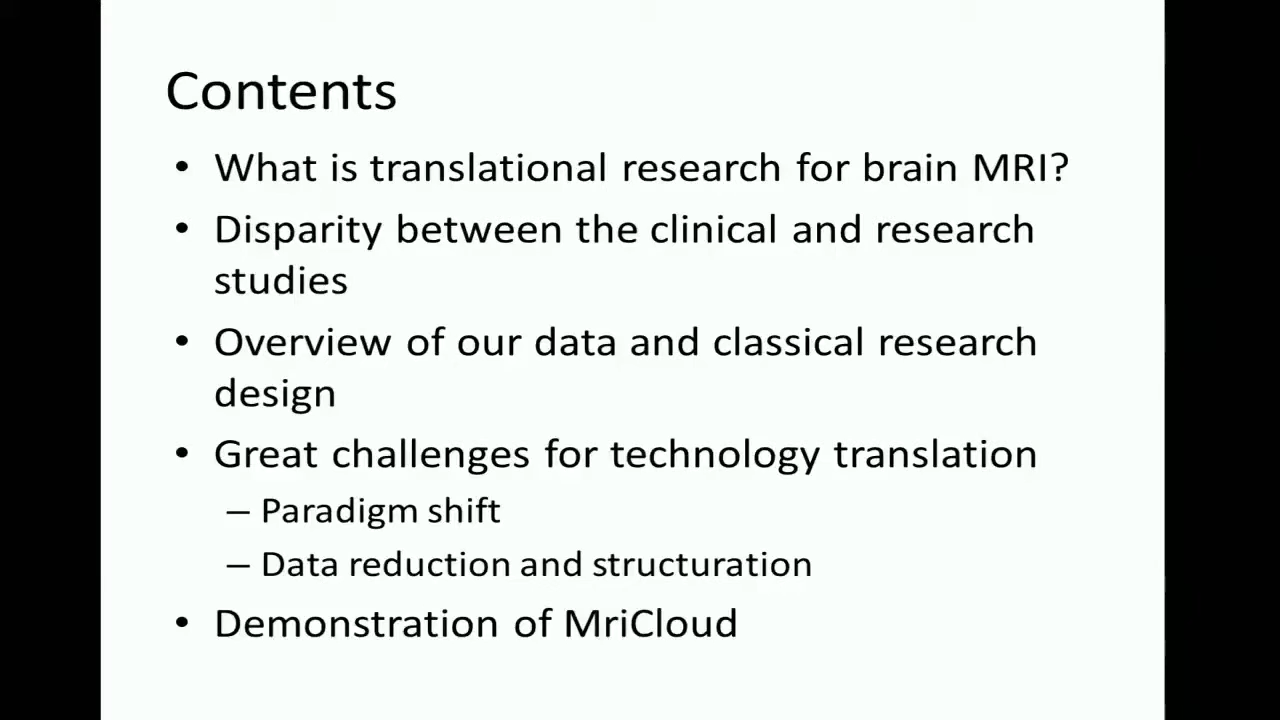 Contents
• What is translational research for brain MRI?
• Disparity between the clinical and research
studies
• Overview of our data and classical research
design
• Great challenges for technology translation
– Paradigm shift
– Data reduction and structuration
• Demonstration of MriCloud